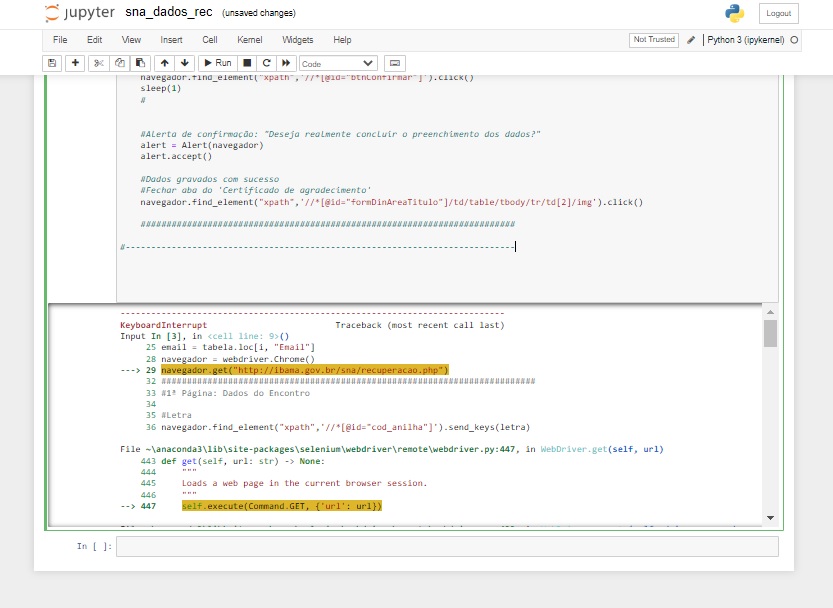 jupyter sna_dados_rec (unsaved changes)
Logout
File Edit View Insert Cell Kernel Widgets Help
Not Trusted Python 3 (ipykernel)
Run Code
navegador.find_element("xpath",'//*[@id="btnConfirmar"]').click()
sleep(1)
#
#Alerta de confirmação: "Deseja realmente concluir o preenchimento dos dados?"
alert = Alert(navegador)
alert.accept()
#Dados gravados com sucesso
#Fechar aba do 'Certificado de agradecimento'
navegador.find_element("xpath",'//*[@id="formDinAreaTitulo"]/td/table/tbody/tr/td[2]/img').click()
#########################################################################
#----------------------------------------------------------------------------
---------------------------------------------------------------------------
KeyboardInterrupt Traceback (most recent call last)
Input In [3], in <cell line: 9>()
25 email = tabela.loc[i, "Email"]
28 navegador = webdriver.Chrome()
---> 29 navegador.get("http://ibama.gov.br/sna/recuperacao.php")
32 #########################################################################
33 #1ª Página: Dados do Encontro
34
35 #Letra
36 navegador.find_element("xpath",'//*[@id="cod_anilha"]').send_keys(letra)
File ~\anaconda3\lib\site-packages\selenium\webdriver\remote\webdriver.py:447, in WebDriver.get(self, url)
443 def get(self, url: str) -> None:
444 """
445 Loads a web page in the current browser session.
446 """
--> 447 self.execute(Command.GET, {'url': url})
In [ ]: